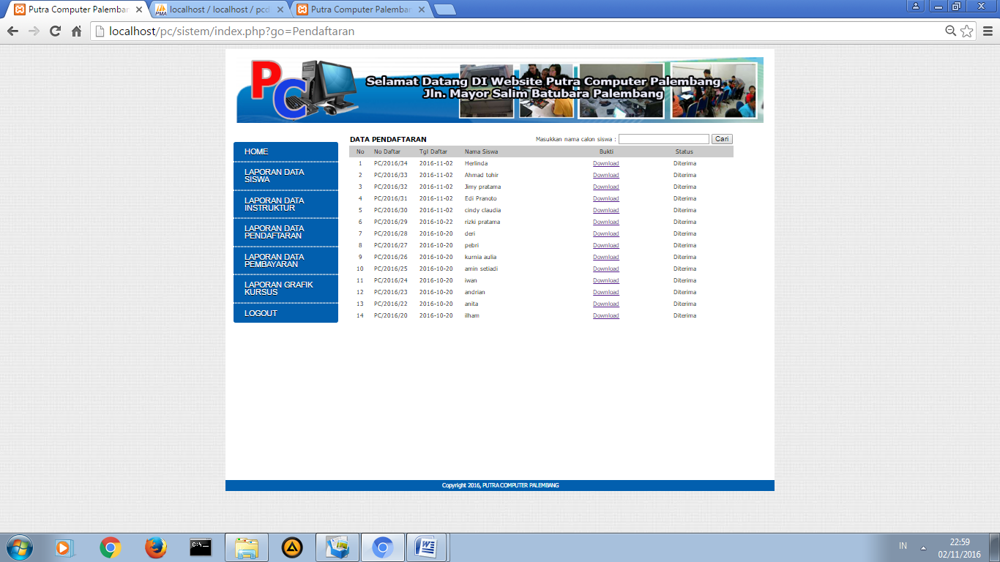 Putra Computer Palembar
localhost / localhost / pcd
Putra Computer Palembar
localhost/pc/sistem/index.php?go=Pendaftaran
PC
Selamat Datang DI Website Putra Computer Palembang
Jln. Mayor Salim Batubara Palembang
HOME
LAPORAN DATA
SISWA
LAPORAN DATA
INSTRUKTUR
LAPORAN DATA
PENDAFTARAN
LAPORAN DATA
PEMBAYARAN
LAPORAN GRAFIK
KURSUS
LOGOUT
DATA PENDAFTARAN Masukkan nama calon siswa : Cari
No No Daftar Tgl Daftar Nama Siswa Bukti Status
1 PC/2016/34 2016-11-02 Herlinda Download Diterima
2 PC/2016/33 2016-11-02 Ahmad tohir Download Diterima
3 PC/2016/32 2016-11-02 Jimy pratama Download Diterima
4 PC/2016/31 2016-11-02 Edi Pranoto Download Diterima
5 PC/2016/30 2016-11-02 cindy claudia Download Diterima
6 PC/2016/29 2016-10-22 rizki pratama Download Diterima
7 PC/2016/28 2016-10-20 deri Download Diterima
8 PC/2016/27 2016-10-20 pebri Download Diterima
9 PC/2016/26 2016-10-20 kurnia aulia Download Diterima
10 PC/2016/25 2016-10-20 amin setiadi Download Diterima
11 PC/2016/24 2016-10-20 iwan Download Diterima
12 PC/2016/23 2016-10-20 andrian Download Diterima
13 PC/2016/22 2016-10-20 anita Download Diterima
14 PC/2016/20 2016-10-20 ilham Download Diterima
Copyright 2016, PUTRA COMPUTER PALEMBANG
IN 22:59
02/11/2016